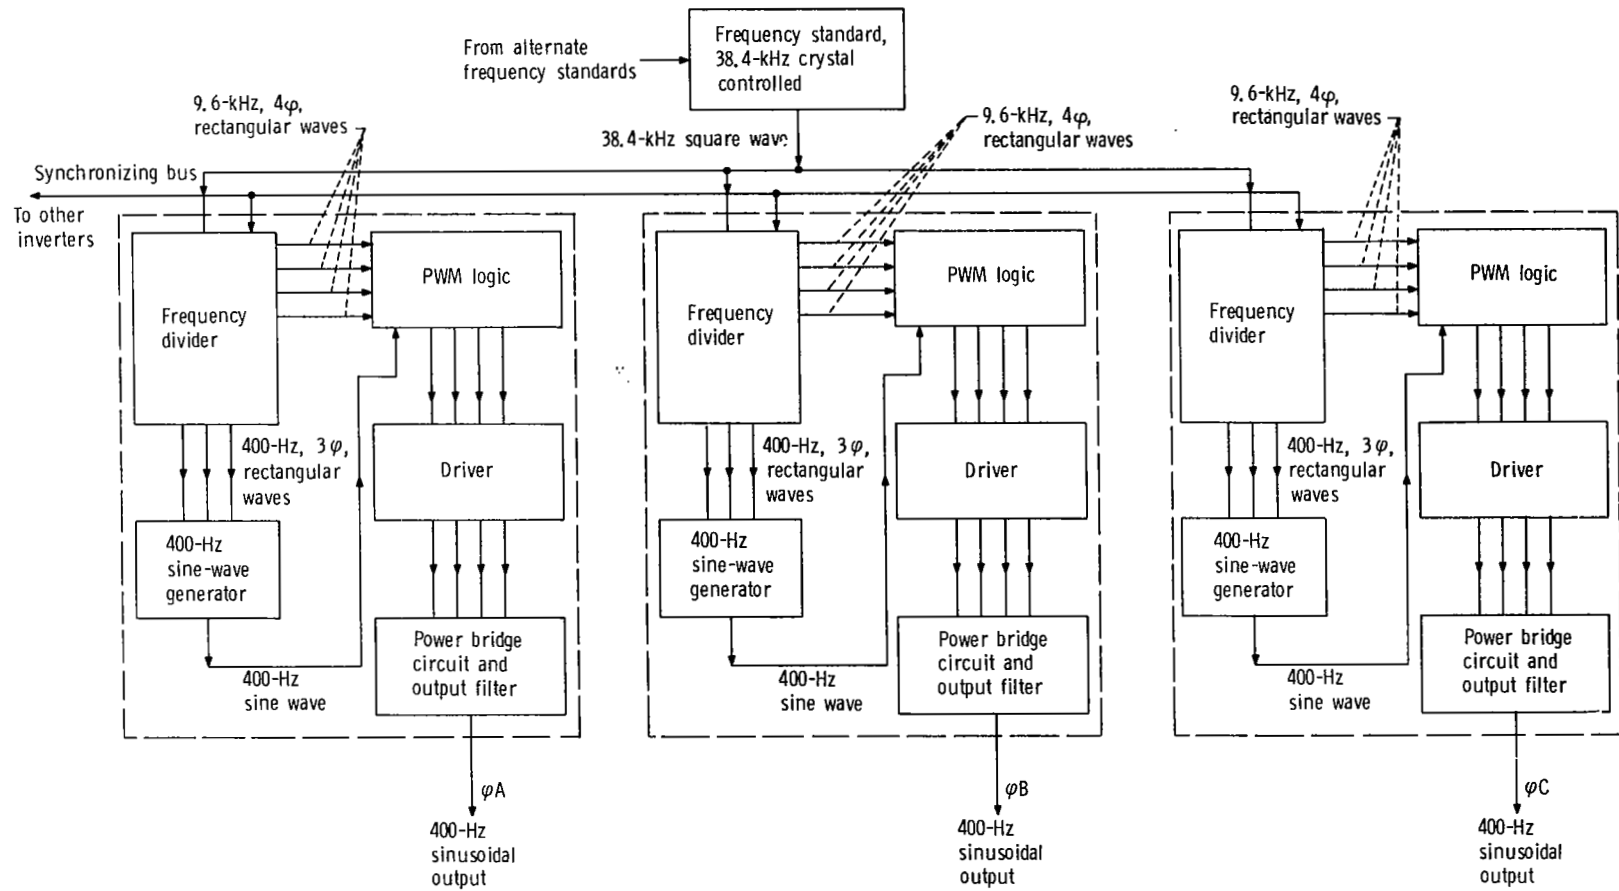 Frequency standard,
38.4-kHz crystal
controlled
From alternate
frequency standards
9.6-kHz, 4φ,
rectangular waves
38.4-kHz square wave
9.6-kHz, 4φ,
rectangular waves
9.6-kHz, 4φ,
rectangular waves
Synchronizing bus
To other
inverters
Frequency
divider
PWM logic
400-Hz, 3φ,
rectangular
waves
Driver
400-Hz
sine-wave
generator
Power bridge
circuit and
output filter
400-Hz
sine wave
φA
400-Hz
sinusoidal
output
Frequency
divider
PWM logic
400-Hz, 3φ,
rectangular
waves
Driver
400-Hz
sine-wave
generator
Power bridge
circuit and
output filter
400-Hz
sine wave
φB
400-Hz
sinusoidal
output
Frequency
divider
PWM logic
400-Hz, 3φ,
rectangular
waves
Driver
400-Hz
sine-wave
generator
Power bridge
circuit and
output filter
400-Hz
sine wave
φC
400-Hz
sinusoidal
output